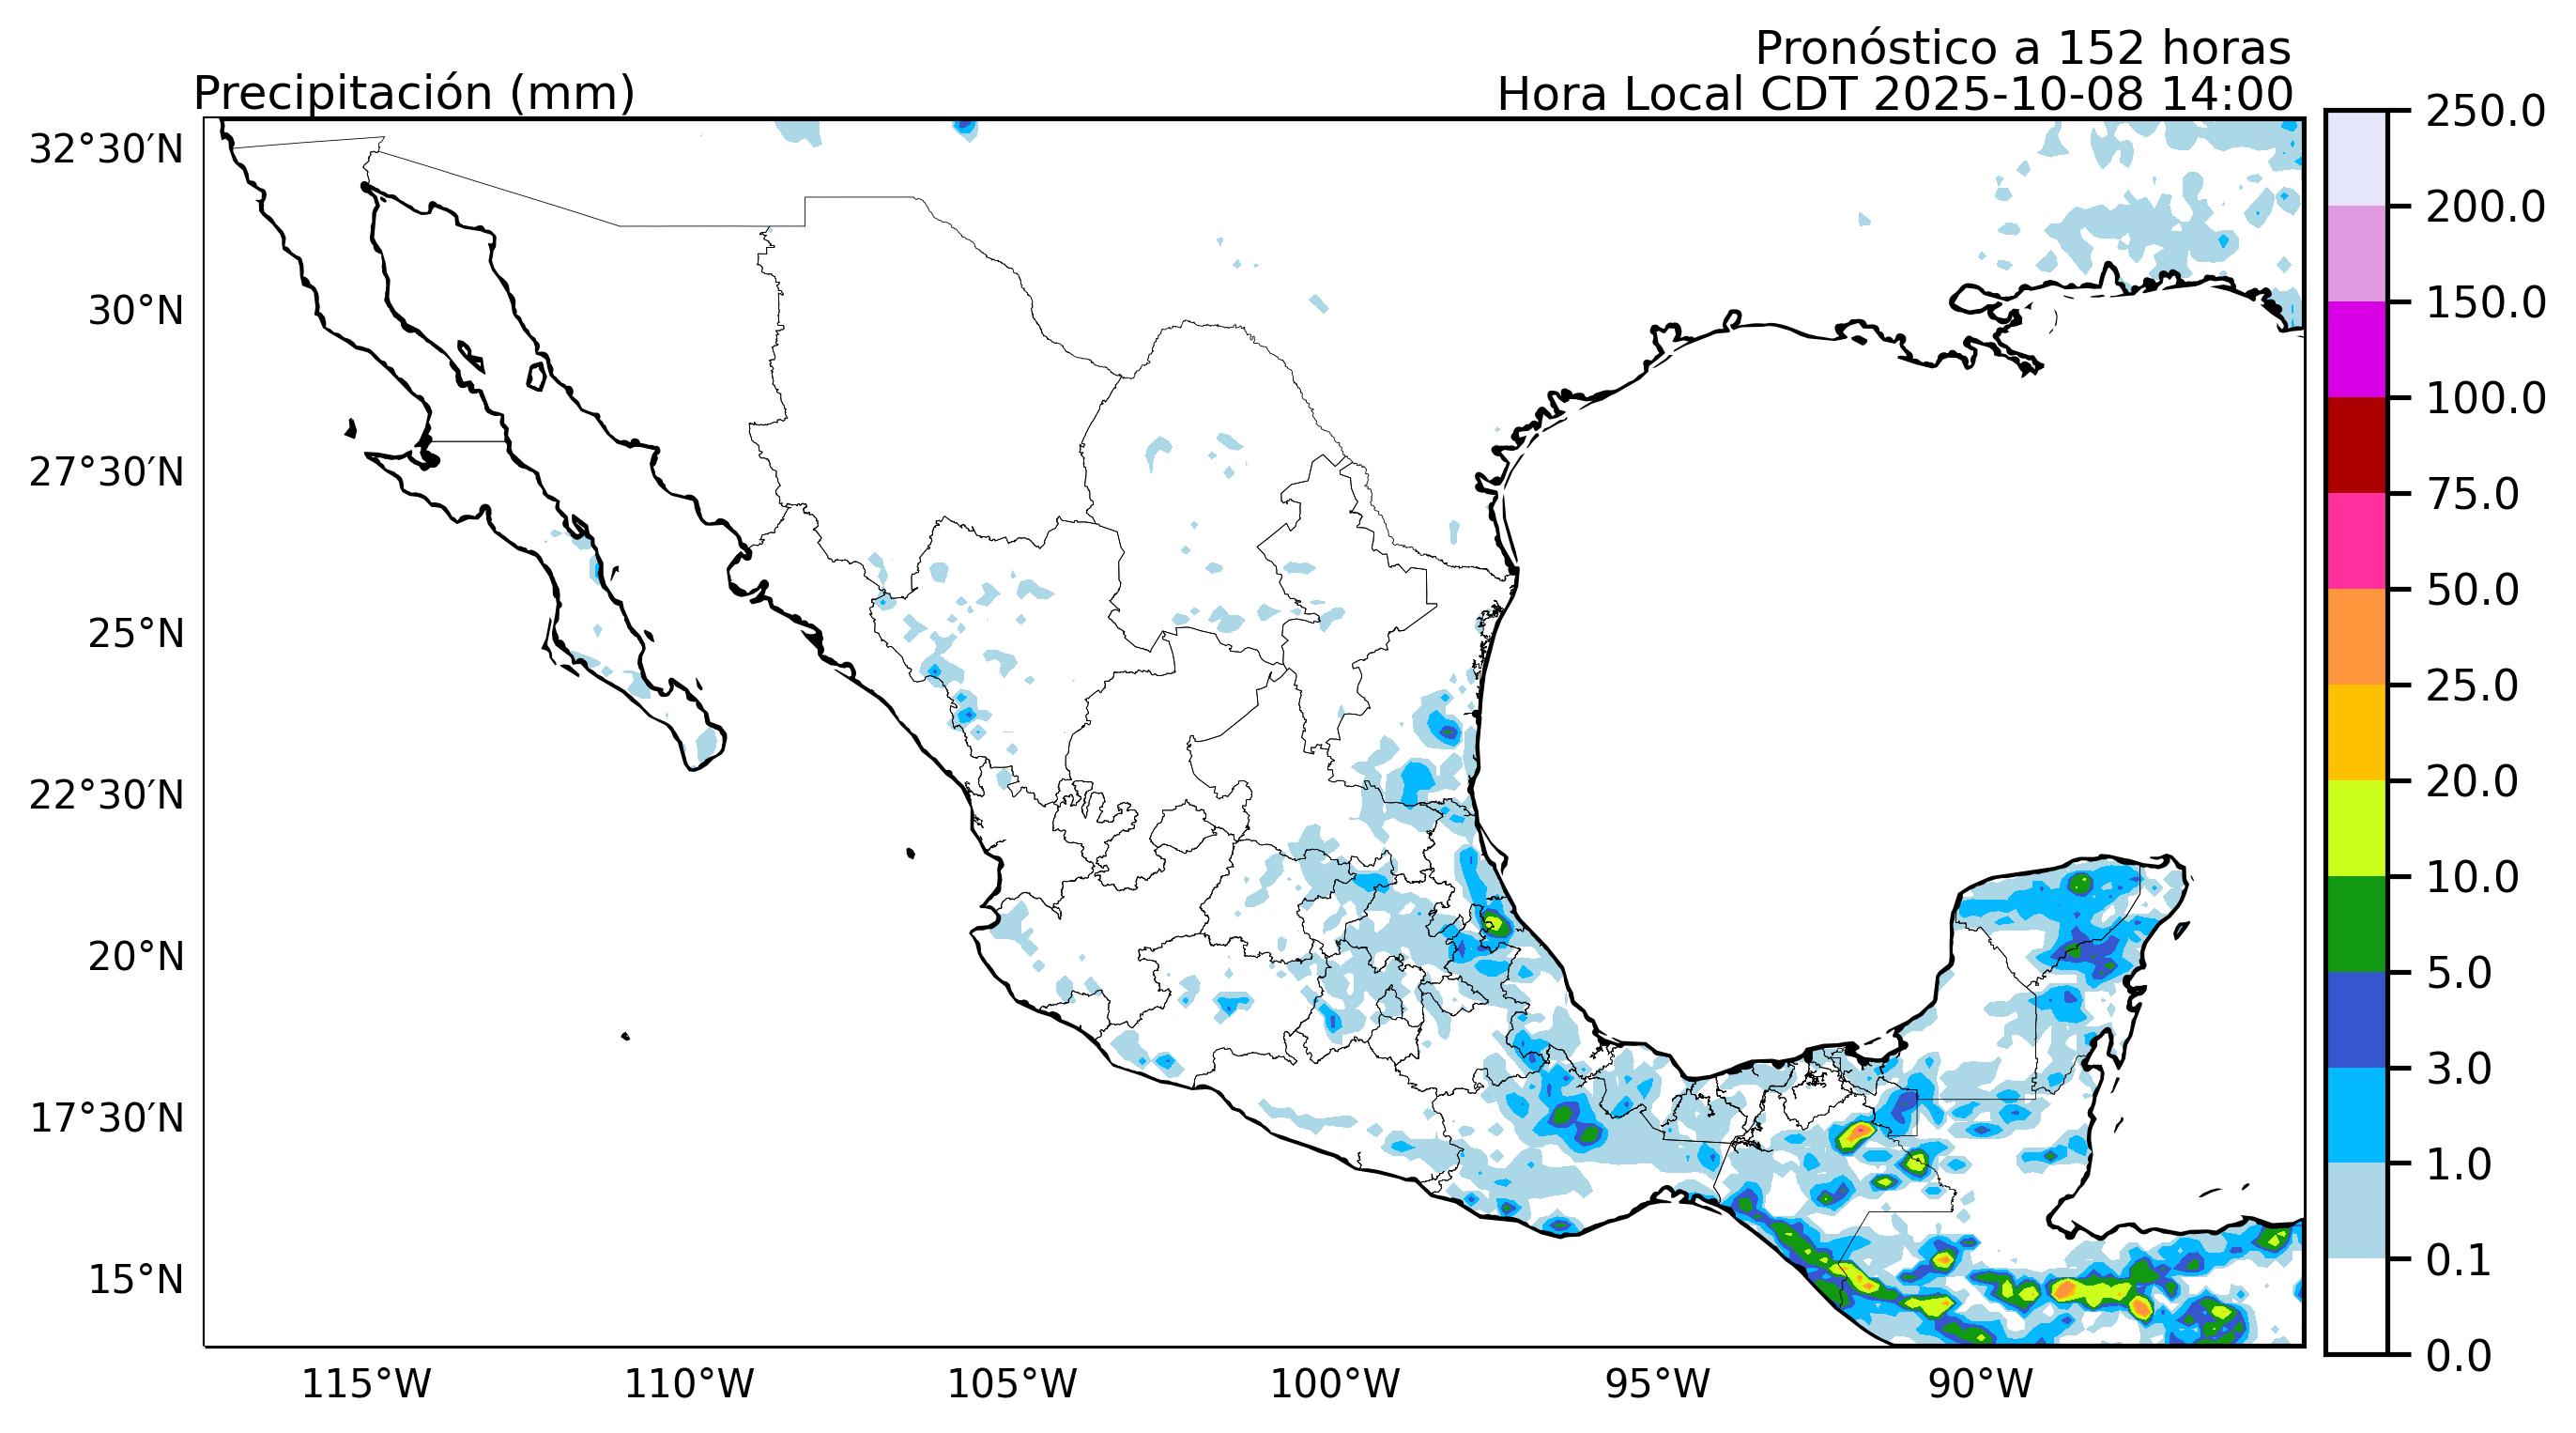 Pronóstico a 152 horas
Precipitación (mm)
Hora Local CDT 2025-10-08 14:00
32°30′N
30°N
27°30′N
25°N
22°30′N
20°N
17°30′N
15°N
115°W
110°W
105°W
100°W
95°W
90°W
250.0
200.0
150.0
100.0
75.0
50.0
25.0
20.0
10.0
5.0
3.0
1.0
0.1
0.0